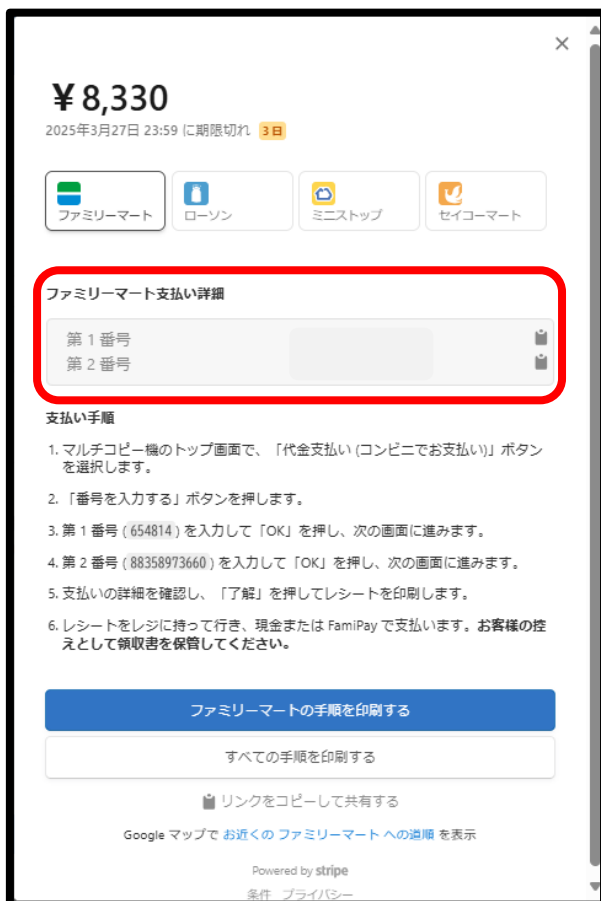 ×
¥8,330
2025年3月27日 23:59 に期限切れ 3日
ファミリーマート ローソン ミニストップ セイコーマート
ファミリーマート支払い詳細
第 1 番号
第 2 番号
支払い手順
1. マルチコピー機のトップ画面で、「代金支払い (コンビニでお支払い)」ボタン
を選択します。
2. 「番号を入力する」ボタンを押します。
3. 第 1 番号 ( 654814 ) を入力して「OK」を押し、次の画面に進みます。
4. 第 2 番号 ( 88358973660 ) を入力して「OK」を押し、次の画面に進みます。
5. 支払いの詳細を確認し、「了解」を押してレシートを印刷します。
6. レシートをレジに持って行き、現金または FamiPay で支払います。お客様の控
えとして領収書を保管してください。
ファミリーマートの手順を印刷する
すべての手順を印刷する
リンクをコピーして共有する
Google マップで お近くの ファミリーマート への道順 を表示
Powered by stripe
条件 プライバシー